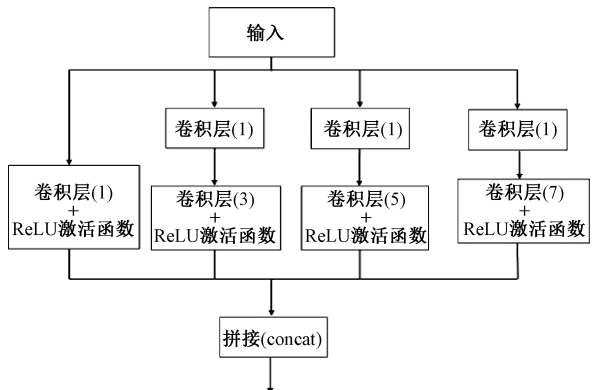 输入
卷积层(1)
卷积层(1)
卷积层(1)
卷积层(1)
+
ReLU激活函数
卷积层(3)
+
ReLU激活函数
卷积层(5)
+
ReLU激活函数
卷积层(7)
+
ReLU激活函数
拼接(concat)